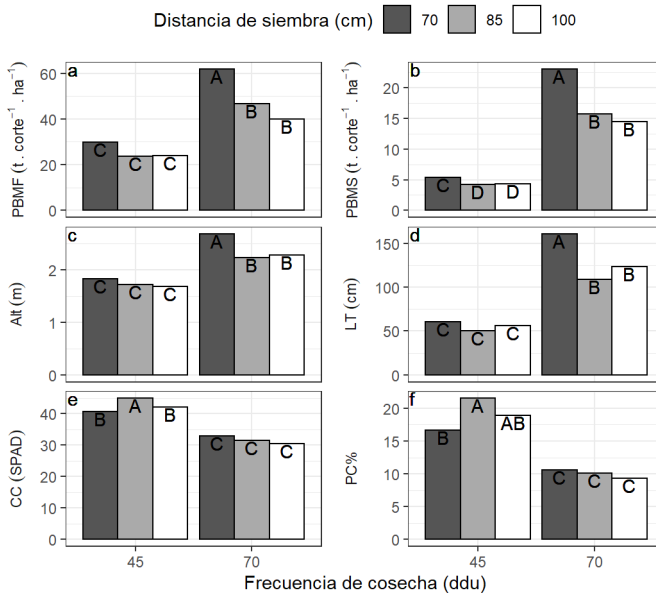 Distancia de siembra (cm) 70 85 100
a
PBMF (t. corte⁻¹ . ha⁻¹)
60
40
20
0
C C C A B B
b
PBMS (t. corte⁻¹ . ha⁻¹)
20
15
10
5
0
C D D A B B
c
Alt (m)
2
1
0
C C C A B B
d
LT (cm)
150
100
50
0
C C C A B B
e
CC (SPAD)
40
30
20
10
0
B A B C C C
f
PC%
20
15
10
5
0
B A AB C C C
45 70
45 70
Frecuencia de cosecha (ddu)